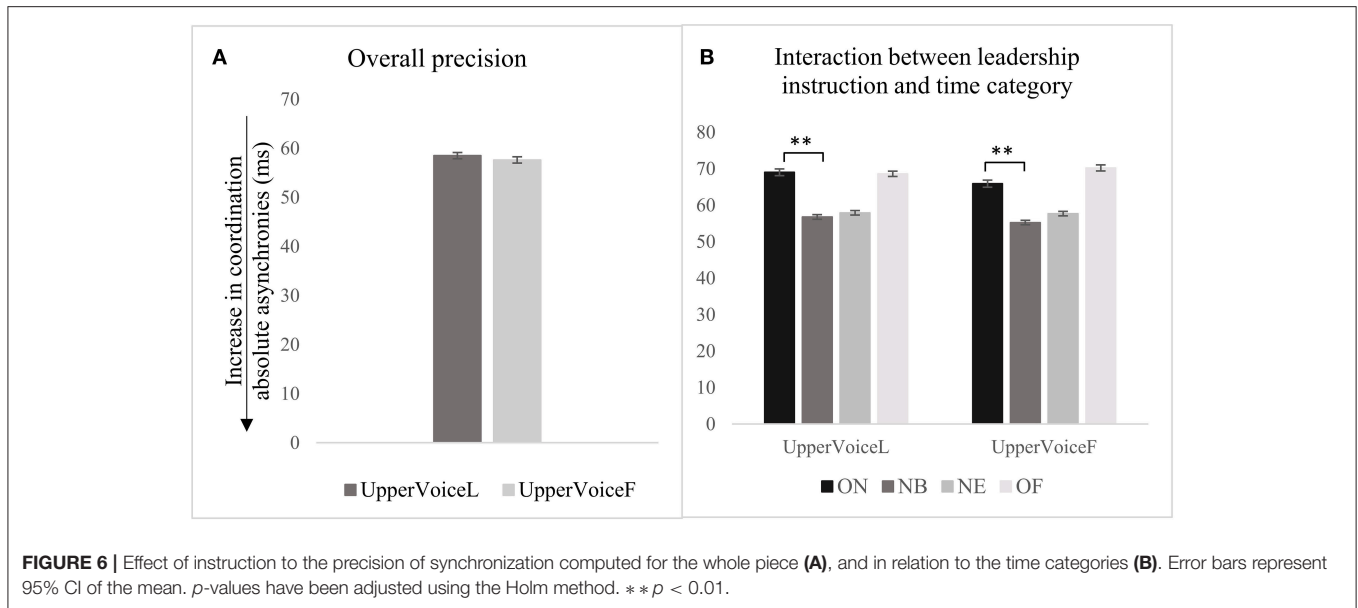 A
Overall precision
70
60
50
40
30
20
10
0
Increase in coordination
absolute asynchronies (ms)
UpperVoiceL UpperVoiceF
B
Interaction between leadership
instruction and time category
80
70
60
50
40
30
20
10
0
** **
UpperVoiceL UpperVoiceF
ON NB NE OF
FIGURE 6 | Effect of instruction to the precision of synchronization computed for the whole piece (A), and in relation to the time categories (B). Error bars represent
95% CI of the mean. p-values have been adjusted using the Holm method. **p < 0.01.